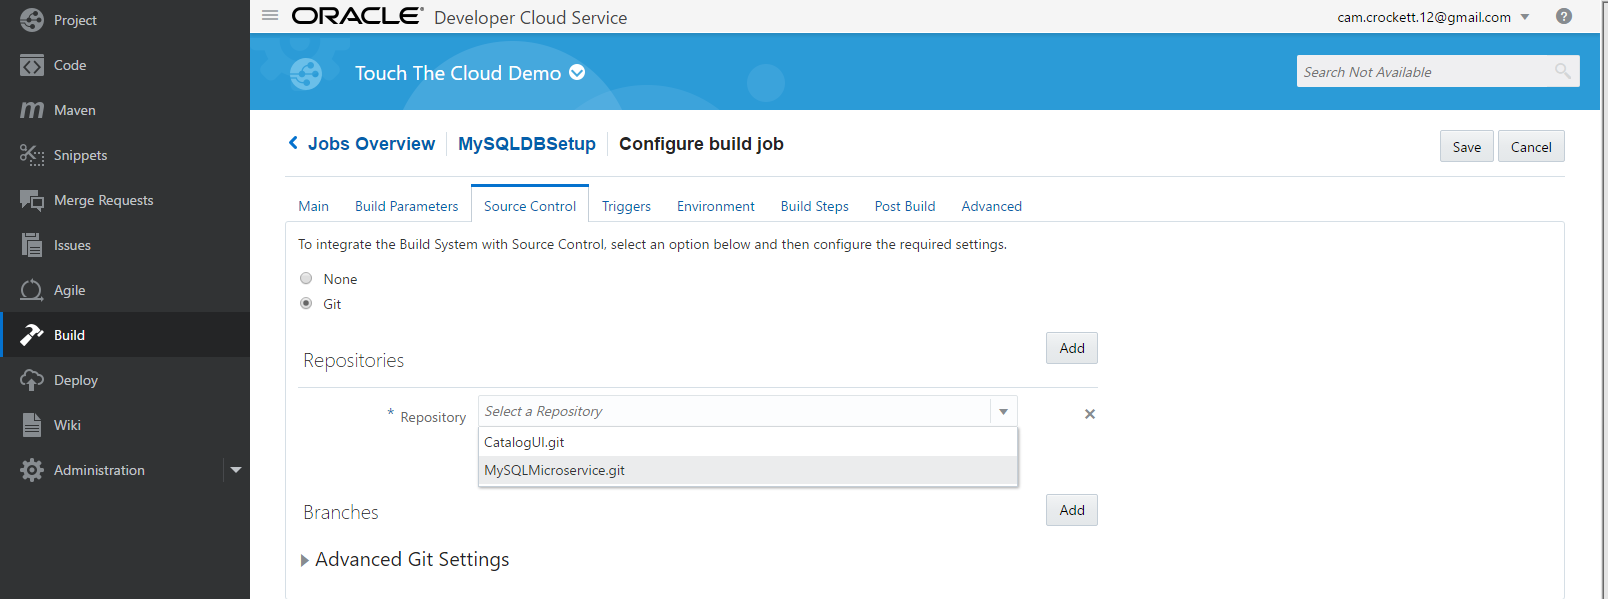 Project
Code
Maven
Snippets
Merge Requests
Issues
Agile
Build
Deploy
Wiki
Administration
ORACLE® Developer Cloud Service
cam.crockett.12@gmail.com ?
Touch The Cloud Demo
Search Not Available
Jobs Overview MySQLDBSetup Configure build job
Save Cancel
Main Build Parameters Source Control Triggers Environment Build Steps Post Build Advanced
To integrate the Build System with Source Control, select an option below and then configure the required settings.
None
Git
Repositories Add
* Repository Select a Repository
CatalogUI.git
MySQLMicroservice.git
Branches Add
Advanced Git Settings